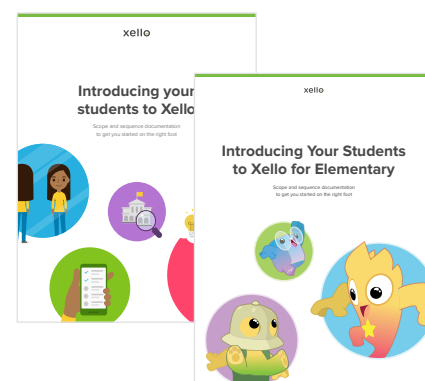 xello
Introducing your
students to Xello
Scope and sequence documentation
to get you started on the right foot
xello
Introducing Your Students
to Xello for Elementary
Scope and sequence documentation
to get you started on the right foot